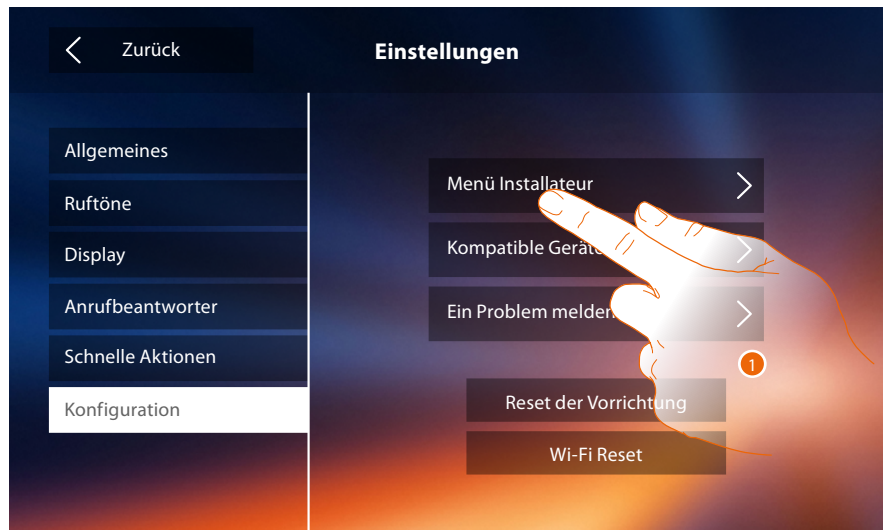 Zurück
Einstellungen
Allgemeines
Ruftöne
Display
Anrufbeantworter
Schnelle Aktionen
Konfiguration
Menü Installateur
Kompatible Geräte
Ein Problem melden
1
Reset der Vorrichtung
Wi-Fi Reset